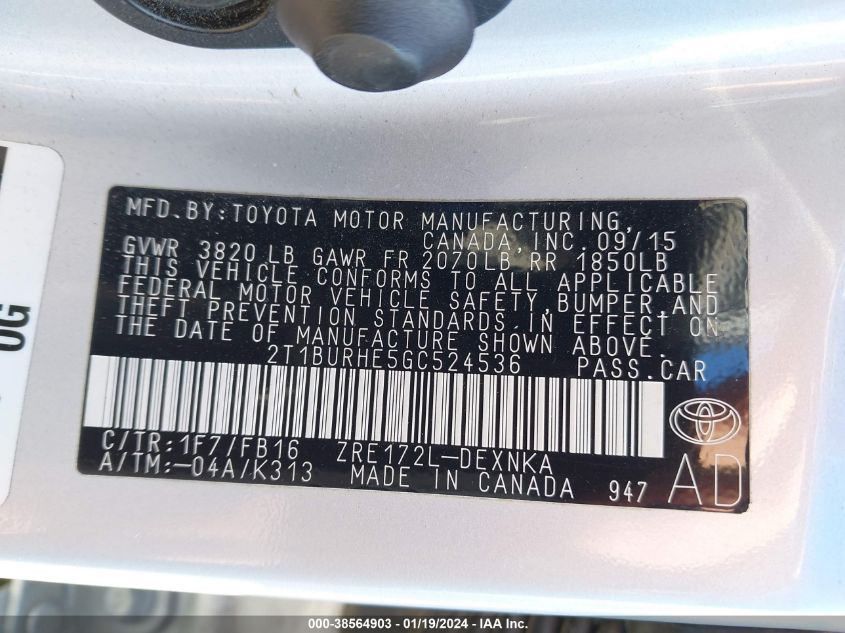 MFD.BY:TOYOTA MOTOR MANUFACTURING,
CANADA,INC. 09/15
GVWR 3820 LB GAWR FR 2070LB RR 1850LB
THIS VEHICLE CONFORMS TO ALL APPLICABLE
FEDERAL MOTOR VEHICLE SAFETY, BUMPER, AND
THEFT PREVENTION STANDARDS IN EFFECT ON
THE DATE OF MANUFACTURE SHOWN ABOVE.
2T1BURHE5GC524536 PASS.CAR
C/TR:1F7/FB16 ZRE172L-DEXNKA
A/TM:-04A/K313 MADE IN CANADA 947
AD
OG
000-38564903 / 01/19/2024 - IAA Inc.